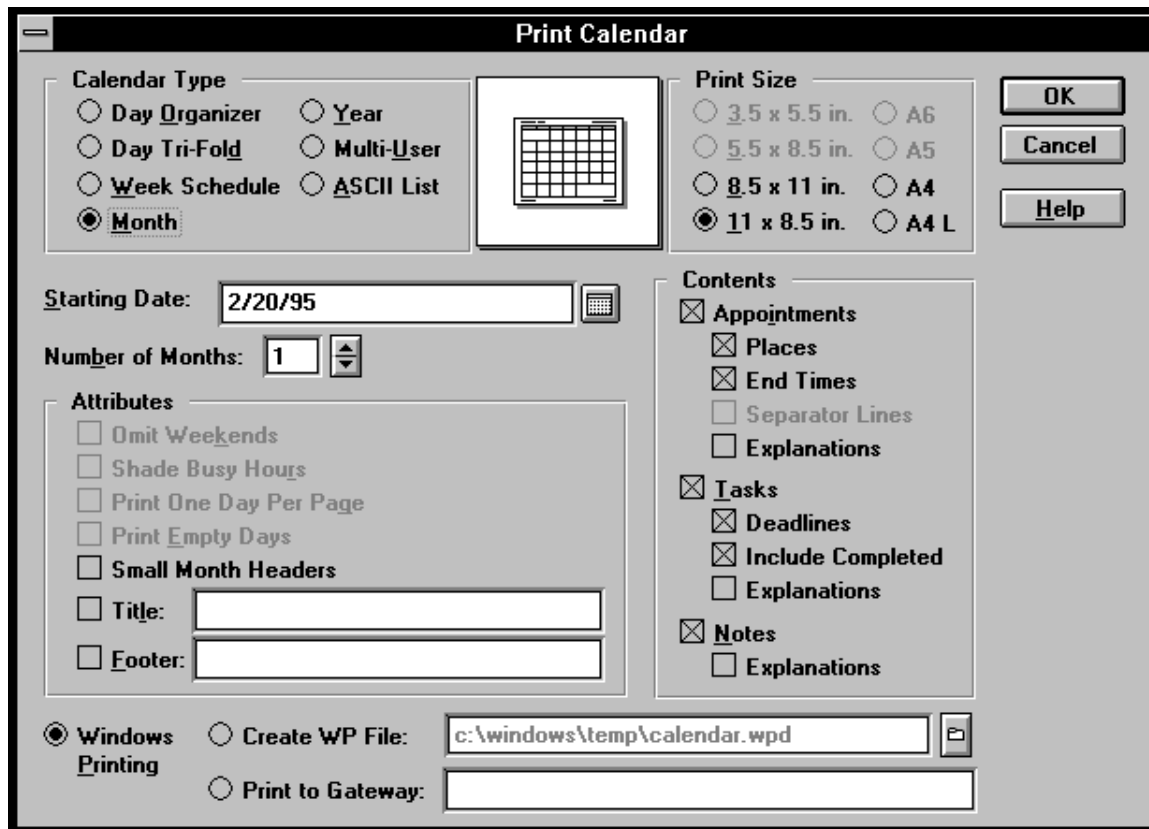 Print Calendar
Calendar Type
Day Organizer
Year
Day Tri-Fold
Multi-User
Week Schedule
ASCII List
Month
Print Size
3.5 x 5.5 in.
A6
5.5 x 8.5 in.
A5
8.5 x 11 in.
A4
11 x 8.5 in.
A4 L
OK
Cancel
Help
Starting Date: 2/20/95
Number of Months: 1
Attributes
Omit Weekends
Shade Busy Hours
Print One Day Per Page
Print Empty Days
Small Month Headers
Title:
Footer:
Contents
Appointments
Places
End Times
Separator Lines
Explanations
Tasks
Deadlines
Include Completed
Explanations
Notes
Explanations
Windows
Printing
Create WP File: c:\windows\temp\calendar.wpd
Print to Gateway: